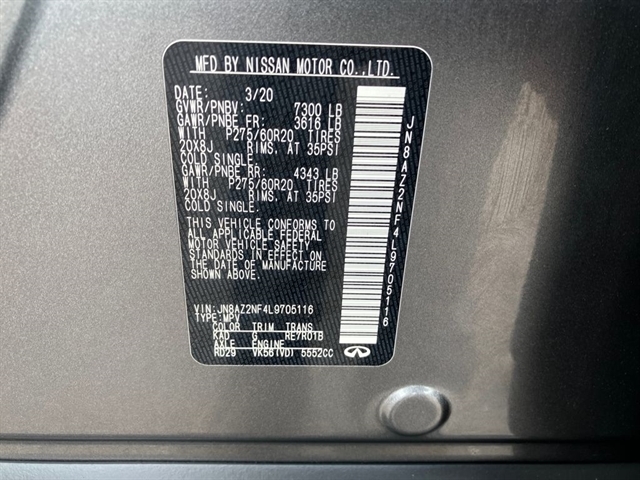 MFD BY NISSAN MOTOR CO.,LTD.
DATE: 3/20
GVWR/PNBV: 7300 LB
GAWR/PNBE FR: 3616 LB
WITH P275/60R20 TIRES
20X8J RIMS. AT 35PSI
COLD SINGLE.
GAWR/PNBE RR: 4343 LB
WITH P275/60R20 TIRES
20X8J RIMS. AT 35PSI
COLD SINGLE.
THIS VEHICLE CONFORMS TO
ALL APPLICABLE FEDERAL
MOTOR VEHICLE SAFETY
STANDARDS IN EFFECT ON
THE DATE OF MANUFACTURE
SHOWN ABOVE.
VIN: JN8AZ2NF4L9705116
TYPE: MPV
COLOR TRIM TRANS
KAD G RE7R01B
AXLE ENGINE
RD29 VK56(VD) 5552CC
JN8AZ2NF4L9705116